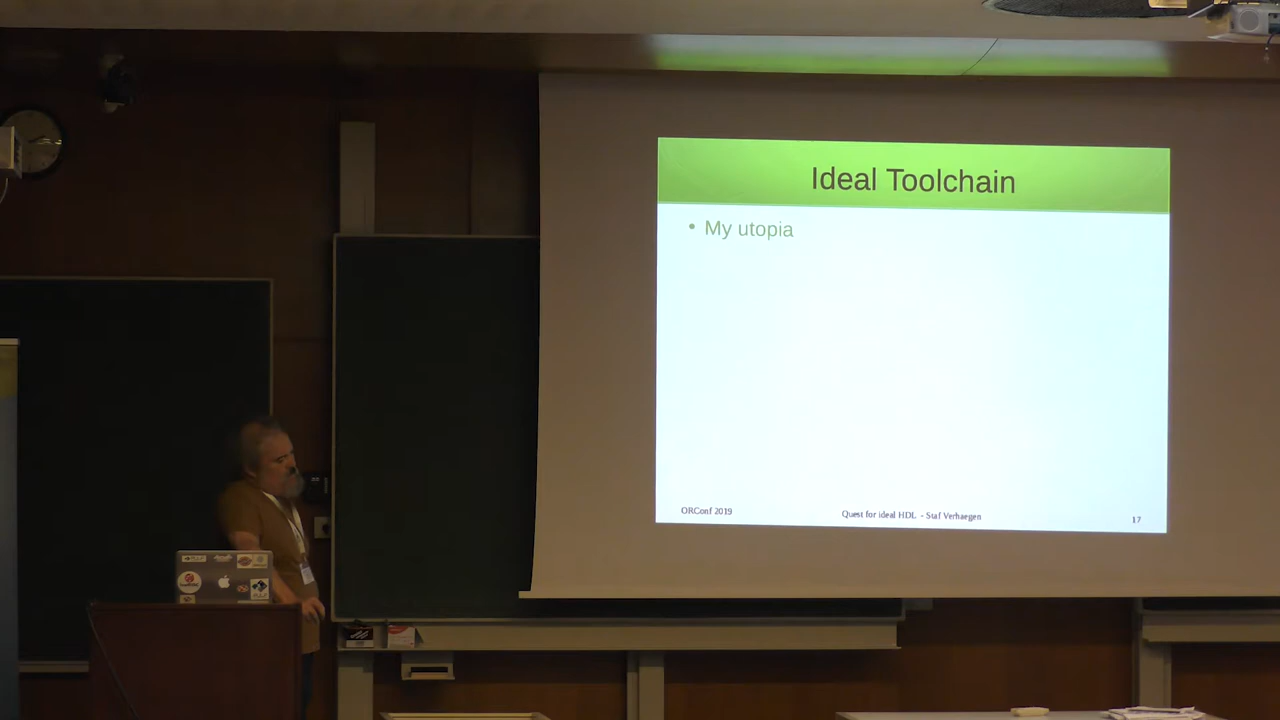 Ideal Toolchain
• My utopia
ORConf 2019
Quest for ideal HDL - Staf Verhaegen
17